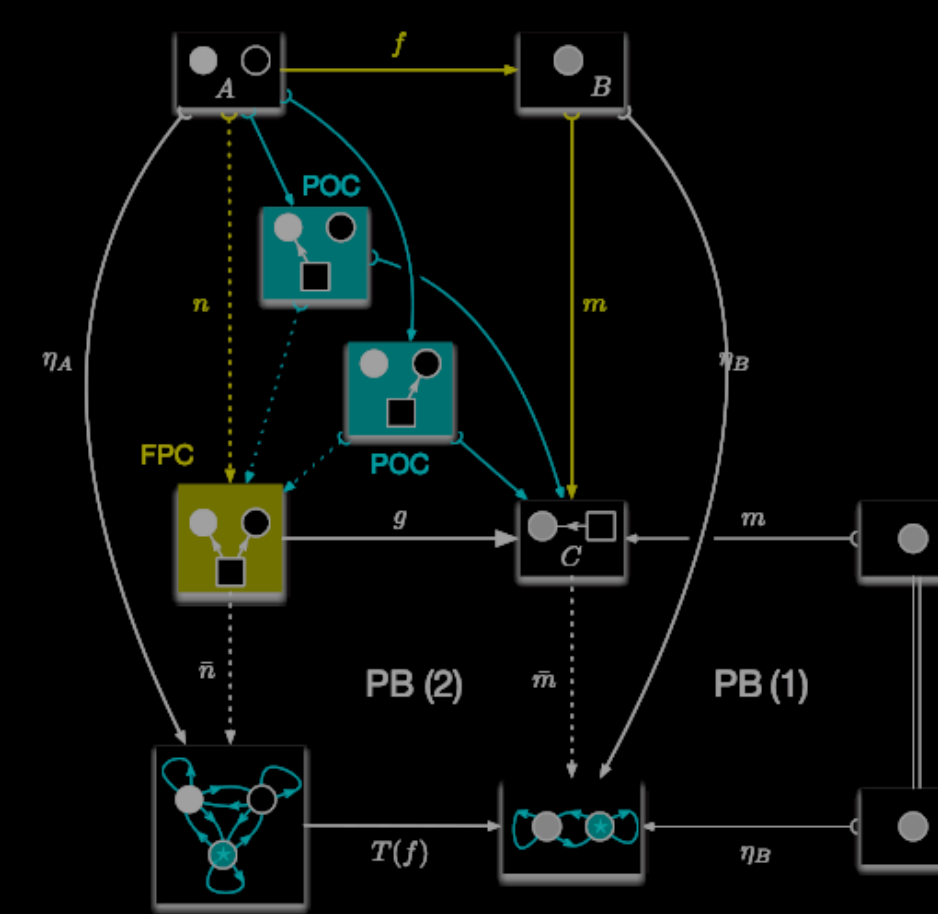 f
A
B
POC
n
m
η_A
η_B
FPC
POC
g
m
C
n̄
PB (2)
m̄
PB (1)
*
*
T(f)
η_B